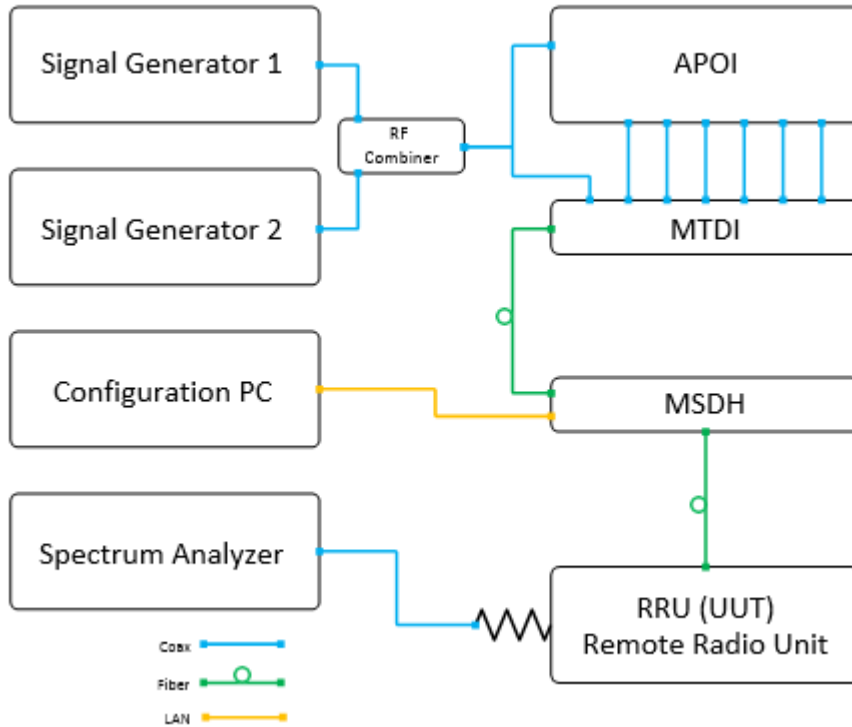 Signal Generator 1
APOI
RF
Combiner
Signal Generator 2
MTDI
Configuration PC
MSDH
Spectrum Analyzer
RRU (UUT)
Remote Radio Unit
Coax
Fiber
LAN